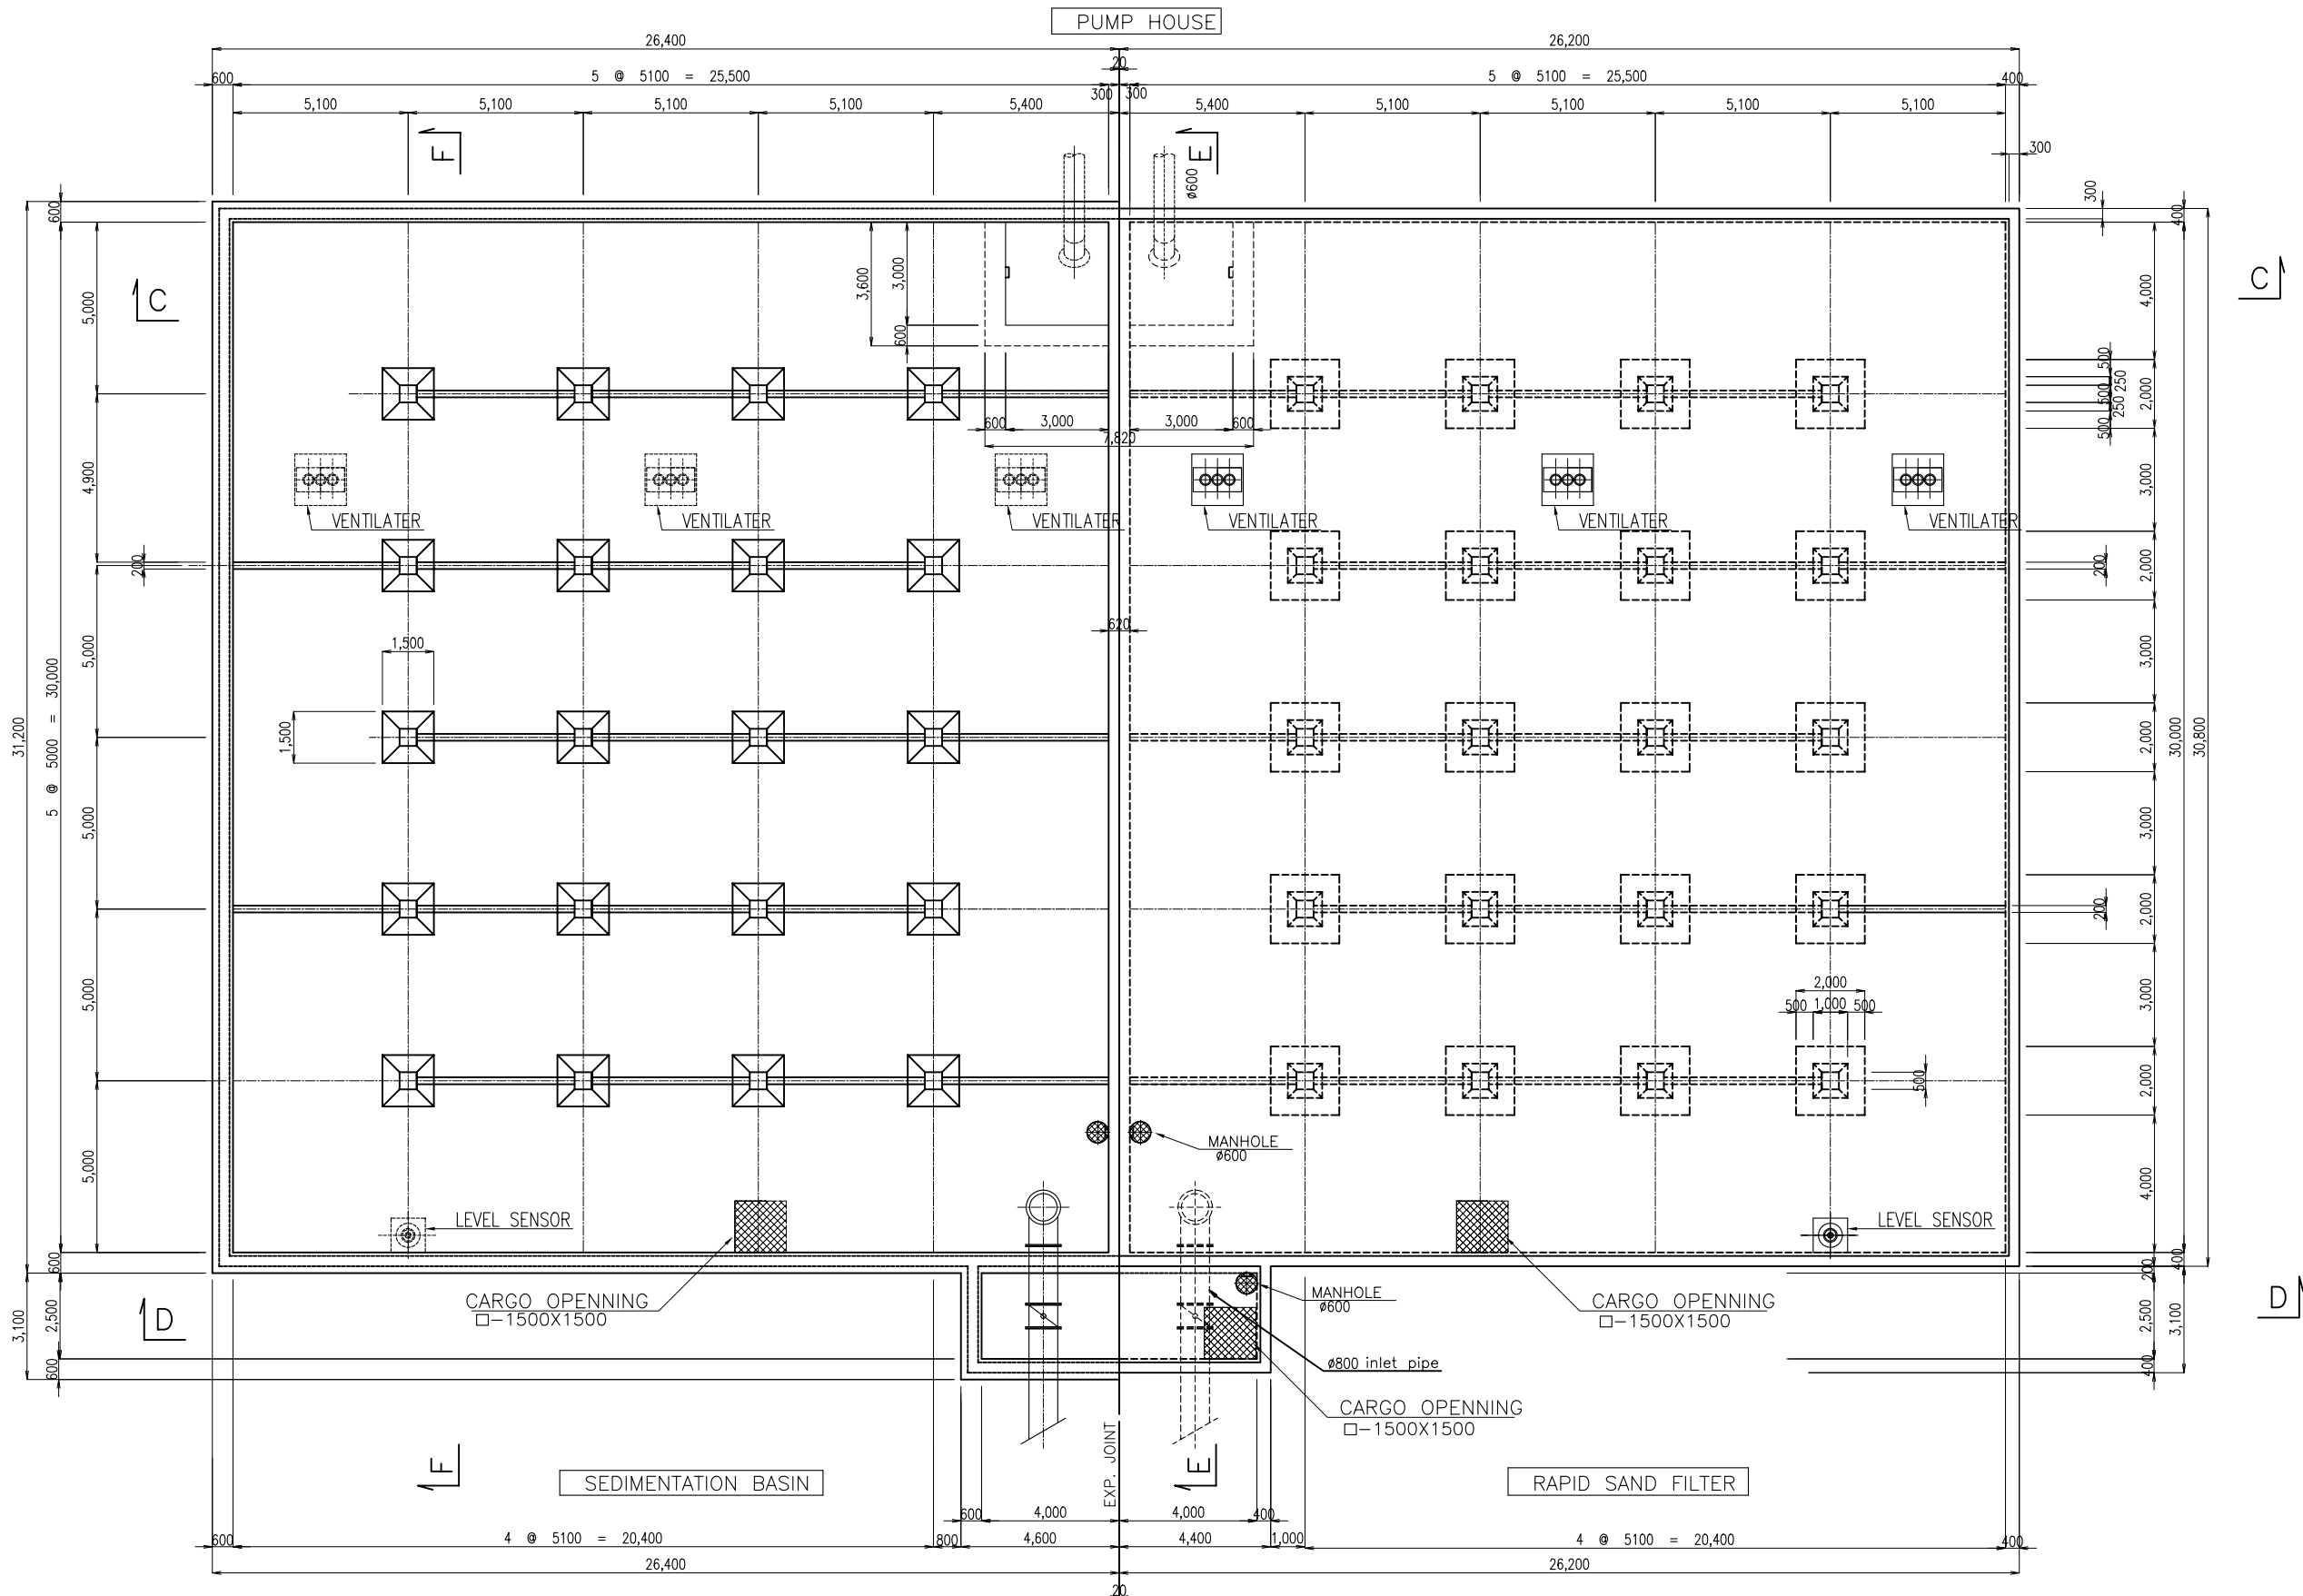 PUMP HOUSE
26,400
26,200
20
600
5 @ 5100 = 25,500
5 @ 5100 = 25,500
400
5,100
5,100
5,100
5,100
5,400
300
300
5,400
5,100
5,100
5,100
5,100
F
E
300
ø600
600
300
400
C
C
5,000
3,600
3,000
600
4,000
500
250
500
250
500
2,000
600
3,000
3,000
600
7,820
4,900
3,000
VENTILATER
VENTILATER
VENTILATER
VENTILATER
VENTILATER
VENTILATER
200
200
2,000
620
1,500
5,000
3,000
31,200
5 @ 5000 = 30,000
1,500
2,000
30,000
30,800
5,000
3,000
200
2,000
5,000
3,000
2,000
500
1,000
500
500
2,000
MANHOLE
ø600
5,000
4,000
LEVEL SENSOR
LEVEL SENSOR
600
400
200
CARGO OPENNING
□-1500X1500
MANHOLE
ø600
CARGO OPENNING
□-1500X1500
D
D
3,100
2,500
2,500
3,100
ø800 inlet pipe
600
400
CARGO OPENNING
□-1500X1500
EXP. JOINT
F
E
SEDIMENTATION BASIN
RAPID SAND FILTER
600
4,000
4,000
400
600
4 @ 5100 = 20,400
800
4,600
4,400
1,000
4 @ 5100 = 20,400
400
26,400
26,200
20